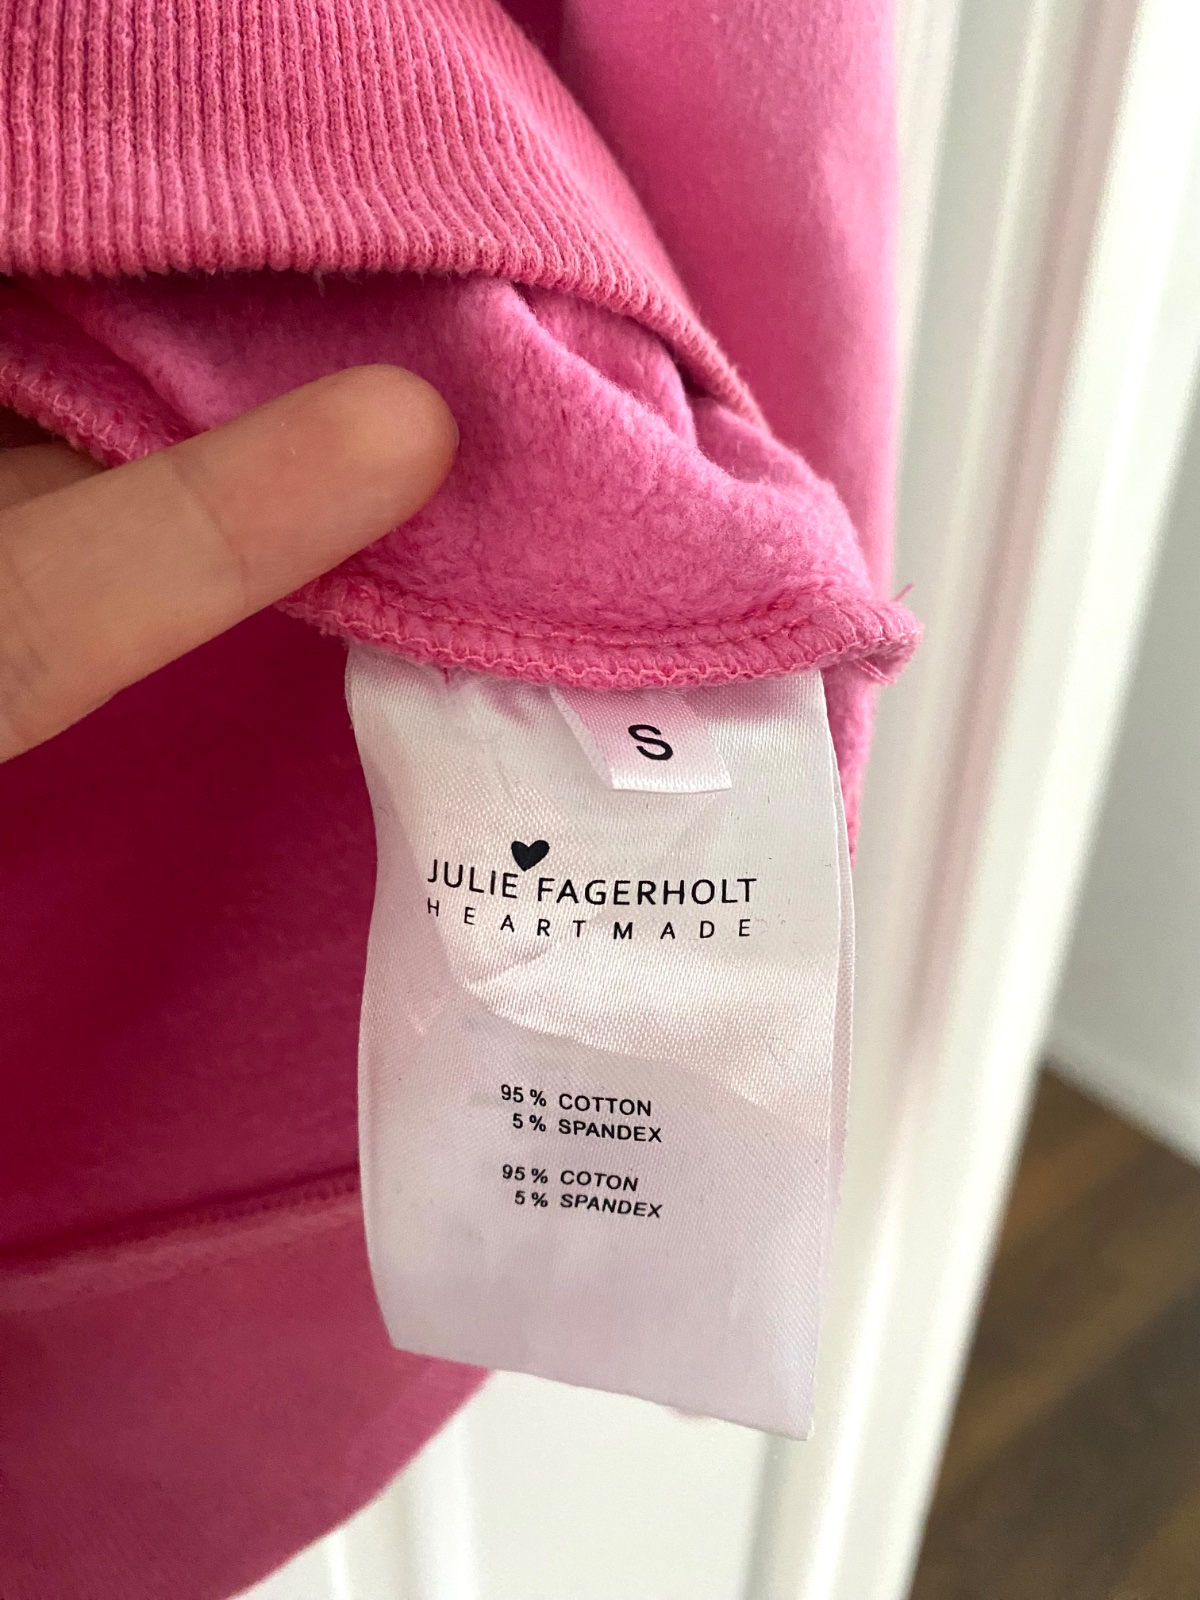 S
JULIE FAGERHOLT
HEARTMADE
95% COTTON
5% SPANDEX
95% COTON
5% SPANDEX